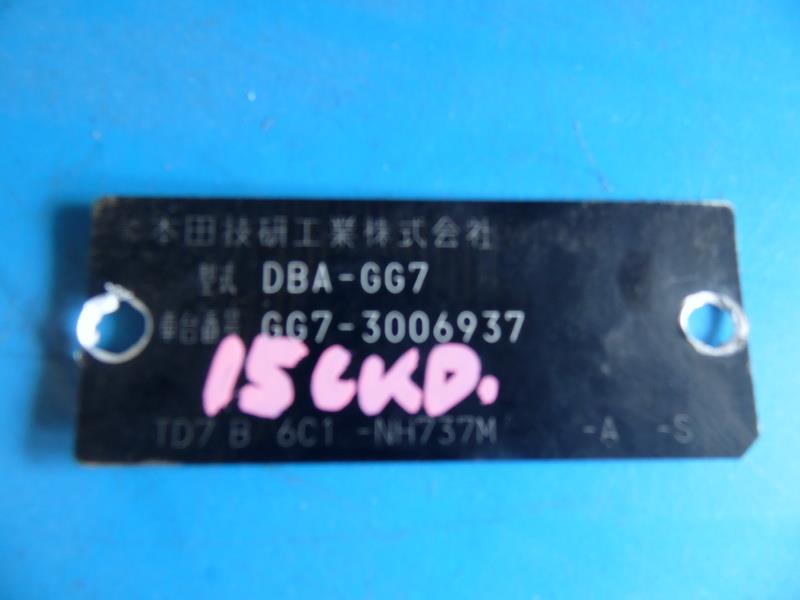 本田技研工業株式会社
型式 DBA-GG7
車台番号 GG7-3006937
15CKD.
TD7 B 6C1 -NH737M -A -S